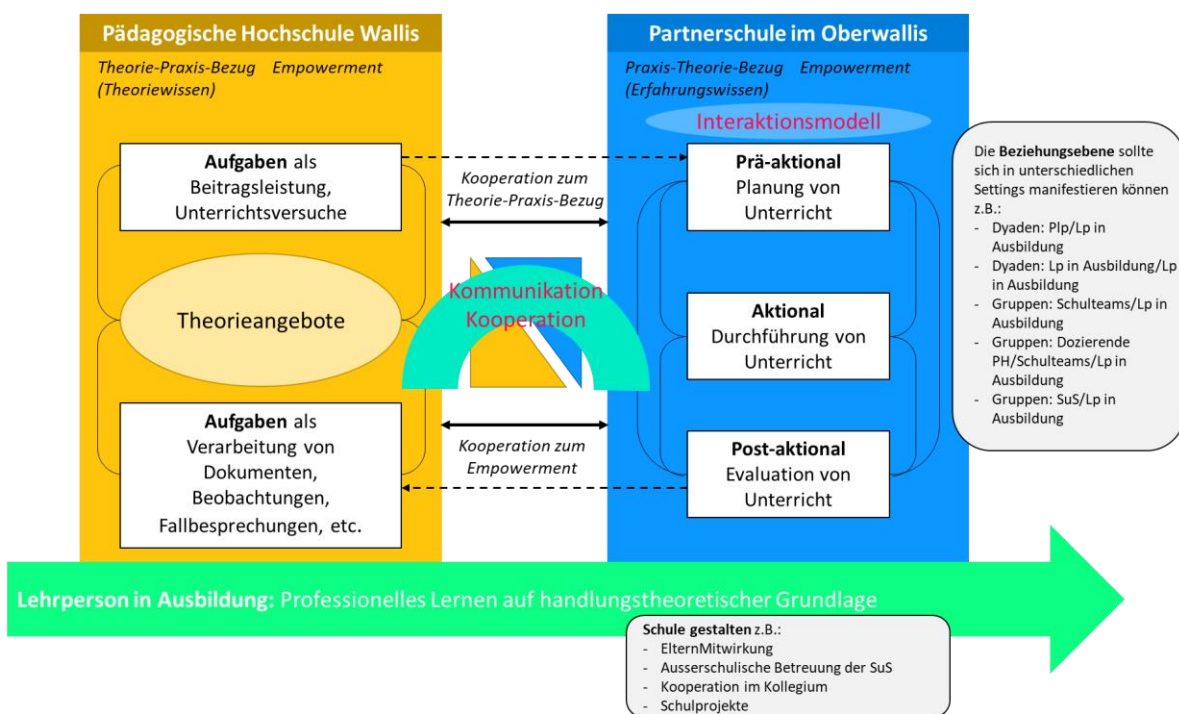 Pädagogische Hochschule Wallis
Theorie-Praxis-Bezug Empowerment
(Theoriewissen)
Aufgaben als
Beitragsleistung,
Unterrichtsversuche
Theorieangebote
Aufgaben als
Verarbeitung von
Dokumenten,
Beobachtungen,
Fallbesprechungen, etc.
Kooperation zum
Theorie-Praxis-Bezug
Kommunikation
Kooperation
Kooperation zum
Empowerment
Partnerschule im Oberwallis
Praxis-Theorie-Bezug Empowerment
(Erfahrungswissen)
Interaktionsmodell
Prä-aktional
Planung von
Unterricht
Aktional
Durchführung von
Unterricht
Post-aktional
Evaluation von
Unterricht
Die Beziehungsebene sollte
sich in unterschiedlichen
Settings manifestieren können
z.B.:
- Dyaden: Plp/Lp in
Ausbildung
- Dyaden: Lp in Ausbildung/Lp
in Ausbildung
- Gruppen: Schulteams/Lp in
Ausbildung
- Gruppen: Dozierende
PH/Schulteams/Lp in
Ausbildung
- Gruppen: SuS/Lp in
Ausbildung
Lehrperson in Ausbildung: Professionelles Lernen auf handlungstheoretischer Grundlage
Schule gestalten z.B.:
- ElternMitwirkung
- Ausserschulische Betreuung der SuS
- Kooperation im Kollegium
- Schulprojekte